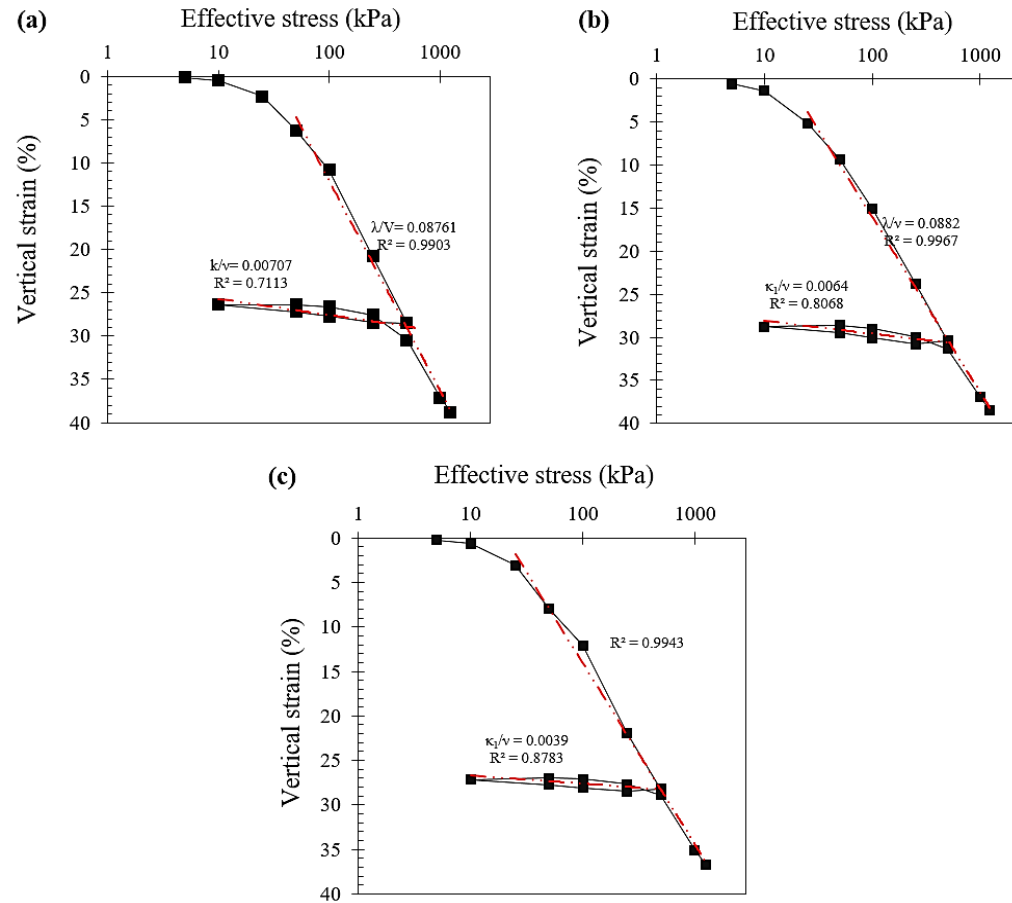 (a)
Effective stress (kPa)
1 10 100 1000
Vertical strain (%)
0
5
10
15
20
25
30
35
40
λ/V= 0.08761
R² = 0.9903
k/v= 0.00707
R² = 0.7113
(b)
Effective stress (kPa)
1 10 100 1000
Vertical strain (%)
0
5
10
15
20
25
30
35
40
λ/v = 0.0882
R² = 0.9967
κ₁/v = 0.0064
R² = 0.8068
(c)
Effective stress (kPa)
1 10 100 1000
Vertical strain (%)
0
5
10
15
20
25
30
35
40
R² = 0.9943
κ₁/v = 0.0039
R² = 0.8783